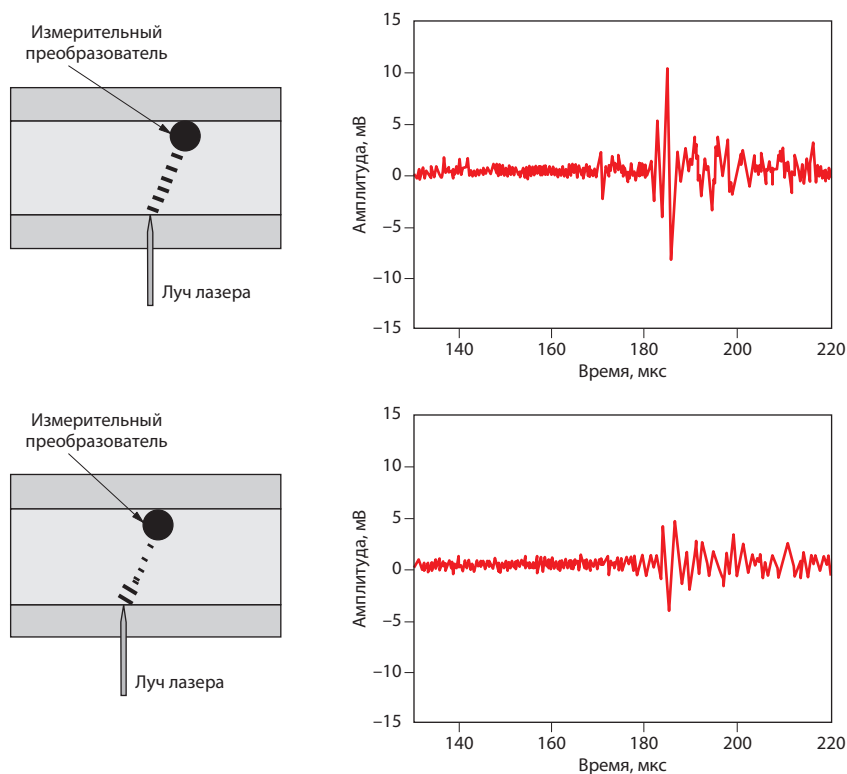 Измерительный
преобразователь
Луч лазера
15
10
5
0
−5
−10
−15
Амплитуда, мВ
140 160 180 200 220
Время, мкс
Измерительный
преобразователь
Луч лазера
15
10
5
0
−5
−10
−15
Амплитуда, мВ
140 160 180 200 220
Время, мкс